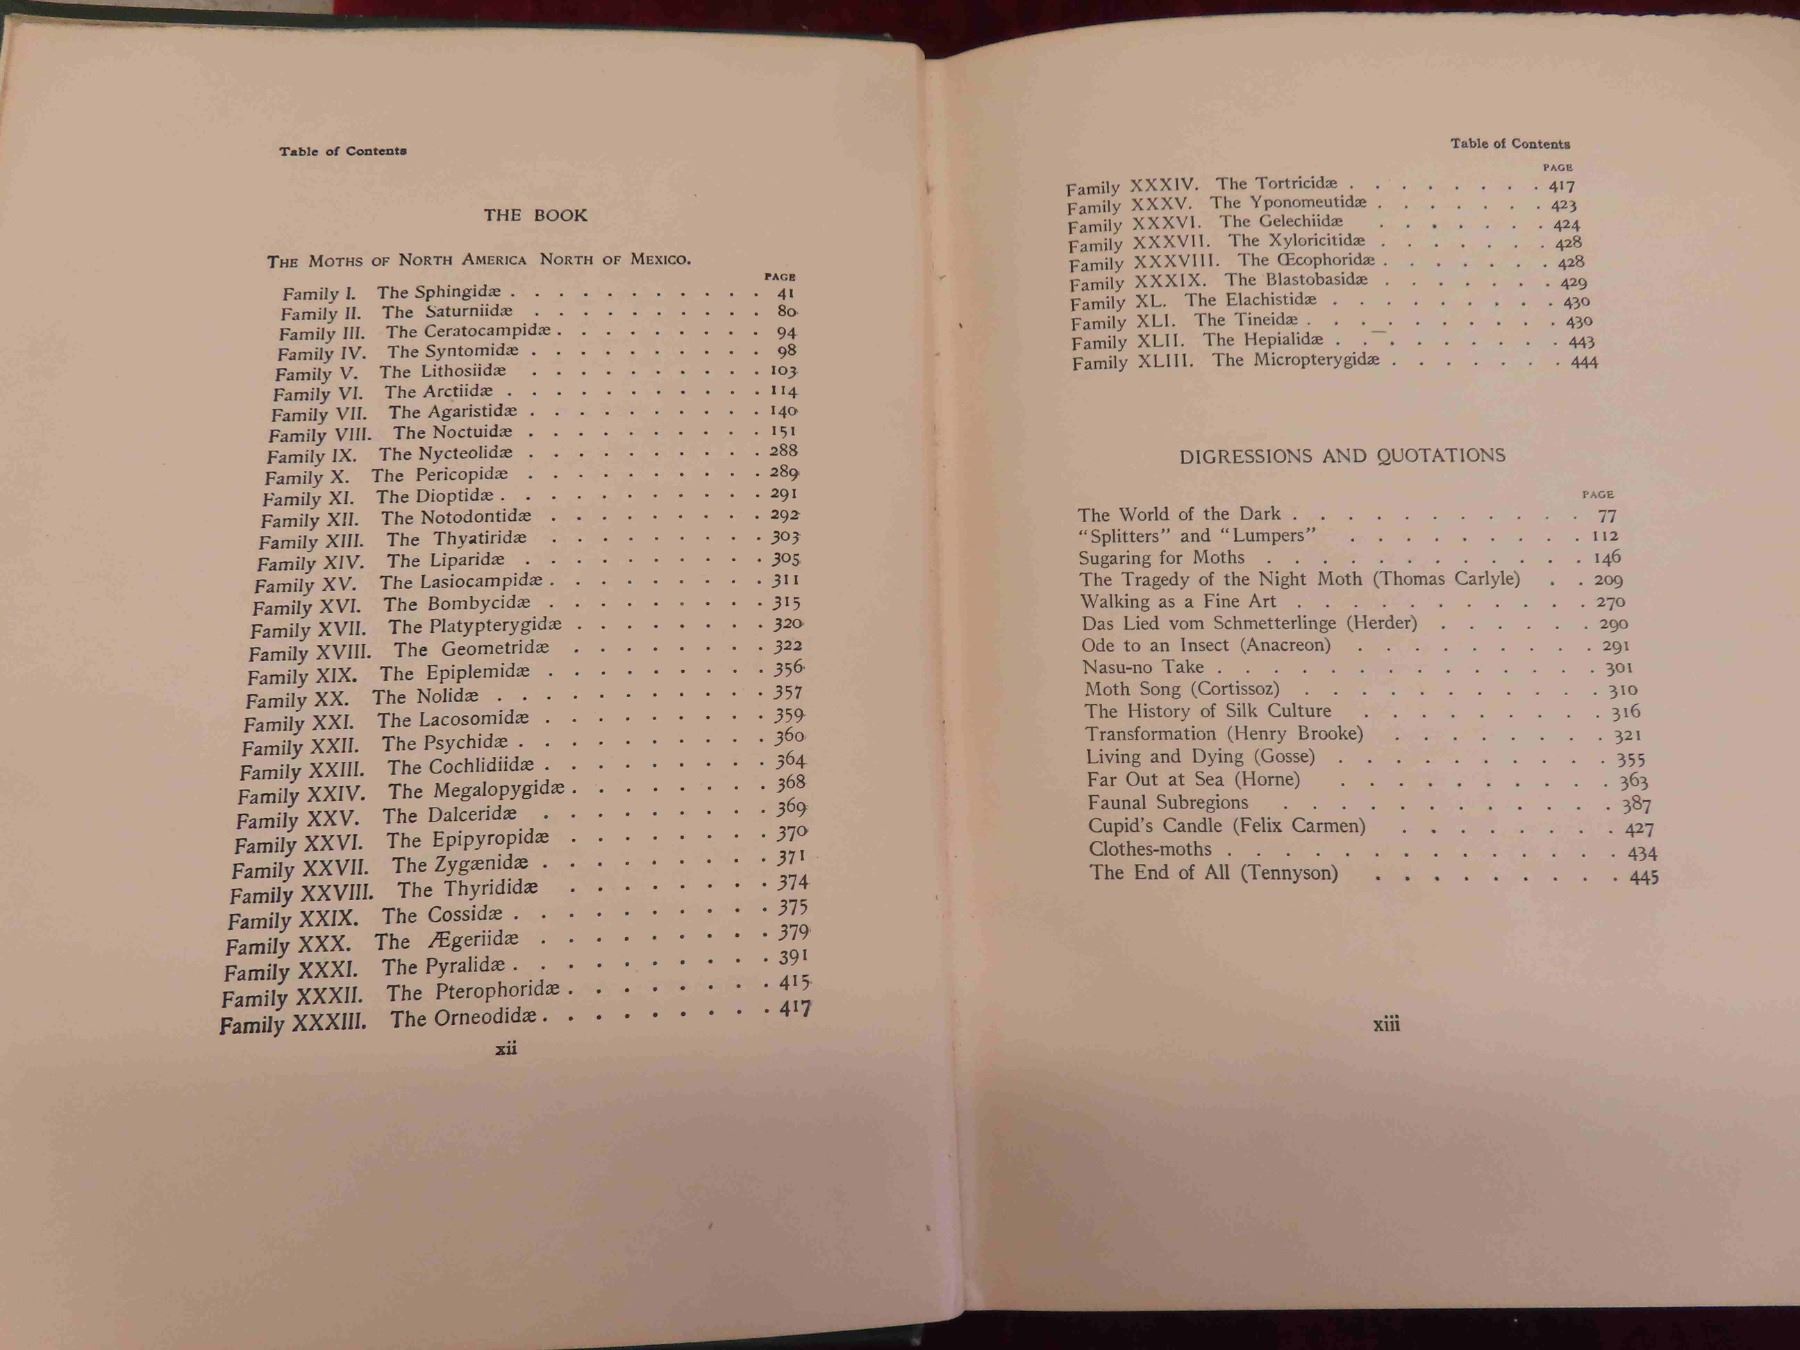 Table of Contents
THE BOOK
THE MOTHS OF NORTH AMERICA NORTH OF MEXICO.
PAGE
Family I. The Sphingidæ . . . . . . . . . . . 41
Family II. The Saturniidæ . . . . . . . . . . 80
Family III. The Ceratocampidæ . . . . . . . . . 94
Family IV. The Syntomidæ . . . . . . . . . . 98
Family V. The Lithosiidæ . . . . . . . . . . 103
Family VI. The Arctiidæ . . . . . . . . . . . 114
Family VII. The Agaristidæ . . . . . . . . . . 140
Family VIII. The Noctuidæ . . . . . . . . . . 151
Family IX. The Nycteolidæ . . . . . . . . . . 288
Family X. The Pericopidæ . . . . . . . . . . 289
Family XI. The Dioptidæ . . . . . . . . . . . 291
Family XII. The Notodontidæ . . . . . . . . . 292
Family XIII. The Thyatiridæ . . . . . . . . . 303
Family XIV. The Liparidæ . . . . . . . . . . 305
Family XV. The Lasiocampidæ . . . . . . . . . 311
Family XVI. The Bombycidæ . . . . . . . . . 315
Family XVII. The Platypterygidæ . . . . . . . . 320
Family XVIII. The Geometridæ . . . . . . . . 322
Family XIX. The Epiplemidæ . . . . . . . . . 356
Family XX. The Nolidæ . . . . . . . . . . . 357
Family XXI. The Lacosomidæ . . . . . . . . . 359
Family XXII. The Psychidæ . . . . . . . . . . 360
Family XXIII. The Cochlidiidæ . . . . . . . . . 364
Family XXIV. The Megalopygidæ . . . . . . . . 368
Family XXV. The Dalceridæ . . . . . . . . . 369
Family XXVI. The Epipyropidæ . . . . . . . . 370
Family XXVII. The Zygænidæ . . . . . . . . . 371
Family XXVIII. The Thyrididæ . . . . . . . . 374
Family XXIX. The Cossidæ . . . . . . . . . . 375
Family XXX. The Ægeriidæ . . . . . . . . . 379
Family XXXI. The Pyralidæ . . . . . . . . . . 391
Family XXXII. The Pterophoridæ . . . . . . . . 415
Family XXXIII. The Orneodidæ . . . . . . . . . 417
xii
Table of Contents
PAGE
Family XXXIV. The Tortricidæ . . . . . . . . 417
Family XXXV. The Yponomeutidæ . . . . . . . 423
Family XXXVI. The Gelechiidæ . . . . . . . 424
Family XXXVII. The Xyloricitidæ . . . . . . . 428
Family XXXVIII. The Œcophoridæ . . . . . . . 428
Family XXXIX. The Blastobasidæ . . . . . . . 429
Family XL. The Elachistidæ . . . . . . . . . 430
Family XLI. The Tineidæ . . . . . . . . . . 430
Family XLII. The Hepialidæ . . . . . . . . . 443
Family XLIII. The Micropterygidæ . . . . . . . 444
DIGRESSIONS AND QUOTATIONS
PAGE
The World of the Dark . . . . . . . . . . . 77
“Splitters” and “Lumpers” . . . . . . . . . 112
Sugaring for Moths . . . . . . . . . . . . 146
The Tragedy of the Night Moth (Thomas Carlyle) . . 209
Walking as a Fine Art . . . . . . . . . . . 270
Das Lied vom Schmetterlinge (Herder) . . . . . . 290
Ode to an Insect (Anacreon) . . . . . . . . . 291
Nasu-no Take . . . . . . . . . . . . . . 301
Moth Song (Cortissoz) . . . . . . . . . . . 310
The History of Silk Culture . . . . . . . . . 316
Transformation (Henry Brooke) . . . . . . . . 321
Living and Dying (Gosse) . . . . . . . . . . 355
Far Out at Sea (Horne) . . . . . . . . . . 363
Faunal Subregions . . . . . . . . . . . . 387
Cupid's Candle (Felix Carmen) . . . . . . . . 427
Clothes-moths . . . . . . . . . . . . . . 434
The End of All (Tennyson) . . . . . . . . . 445
xiii